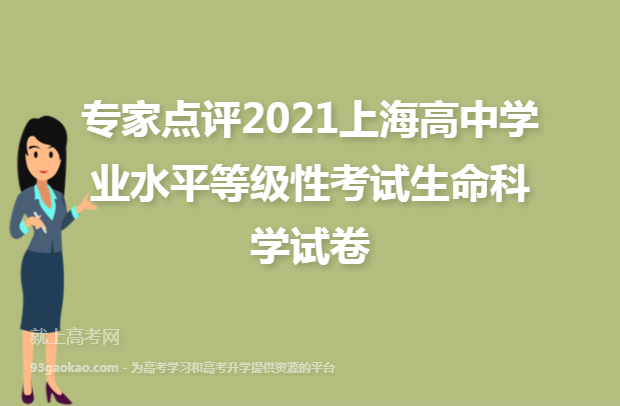 专家点评2021上海高中学
业水平等级性考试生命科
学试卷
就上高考网
93gaokao.com - 为高考学习和高考升学提供资源的平台